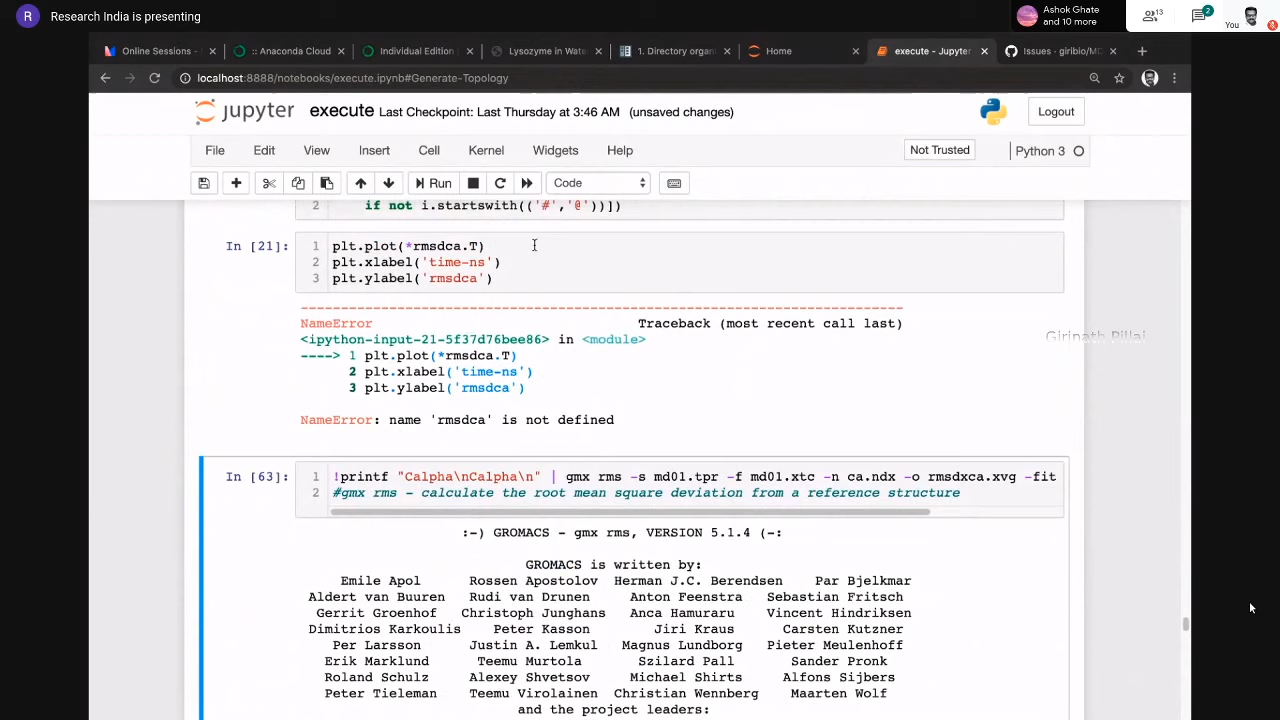 R Research India is presenting
Ashok Ghate
and 10 more
13
2
You
Online Sessions -
:: Anaconda Cloud
Individual Edition |
Lysozyme in Wate
1. Directory organ
Home
execute - Jupyter
Issues · giribio/MD
localhost:8888/notebooks/execute.ipynb#Generate-Topology
jupyter execute Last Checkpoint: Last Thursday at 3:46 AM (unsaved changes)
Logout
File Edit View Insert Cell Kernel Widgets Help
Not Trusted
Python 3
Run
Code
2 if not i.startswith(('#','@'))])
In [21]: 1 plt.plot(*rmsdca.T)
2 plt.xlabel('time-ns')
3 plt.ylabel('rmsdca')
---------------------------------------------------------------------------
NameError Traceback (most recent call last)
<ipython-input-21-5f37d76bee86> in <module>
----> 1 plt.plot(*rmsdca.T)
2 plt.xlabel('time-ns')
3 plt.ylabel('rmsdca')
NameError: name 'rmsdca' is not defined
Girinath Pillai
In [63]: 1 !printf "Calpha\nCalpha\n" | gmx rms -s md01.tpr -f md01.xtc -n ca.ndx -o rmsdxca.xvg -fit
2 #gmx rms - calculate the root mean square deviation from a reference structure
:-) GROMACS - gmx rms, VERSION 5.1.4 (-:
GROMACS is written by:
Emile Apol Rossen Apostolov Herman J.C. Berendsen Par Bjelkmar
Aldert van Buuren Rudi van Drunen Anton Feenstra Sebastian Fritsch
Gerrit Groenhof Christoph Junghans Anca Hamuraru Vincent Hindriksen
Dimitrios Karkoulis Peter Kasson Jiri Kraus Carsten Kutzner
Per Larsson Justin A. Lemkul Magnus Lundborg Pieter Meulenhoff
Erik Marklund Teemu Murtola Szilard Pall Sander Pronk
Roland Schulz Alexey Shvetsov Michael Shirts Alfons Sijbers
Peter Tieleman Teemu Virolainen Christian Wennberg Maarten Wolf
and the project leaders: